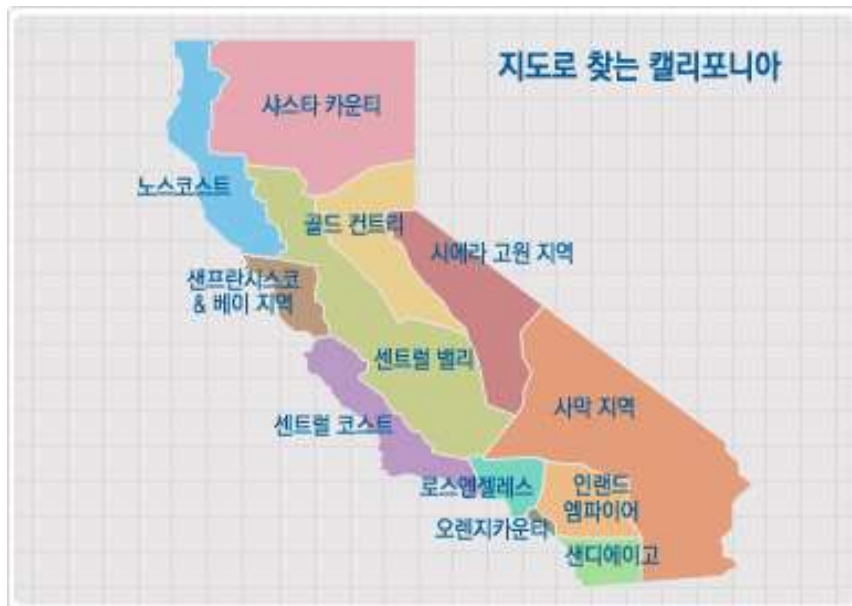 지도로 찾는 캘리포니아
샤스타 카운티
노스코스트
골드 컨트리
시에라 고원 지역
샌프란시스코
& 베이 지역
센트럴 밸리
사막 지역
센트럴 코스트
로스엔젤레스
인랜드
엠파이어
오렌지카운티
샌디에이고